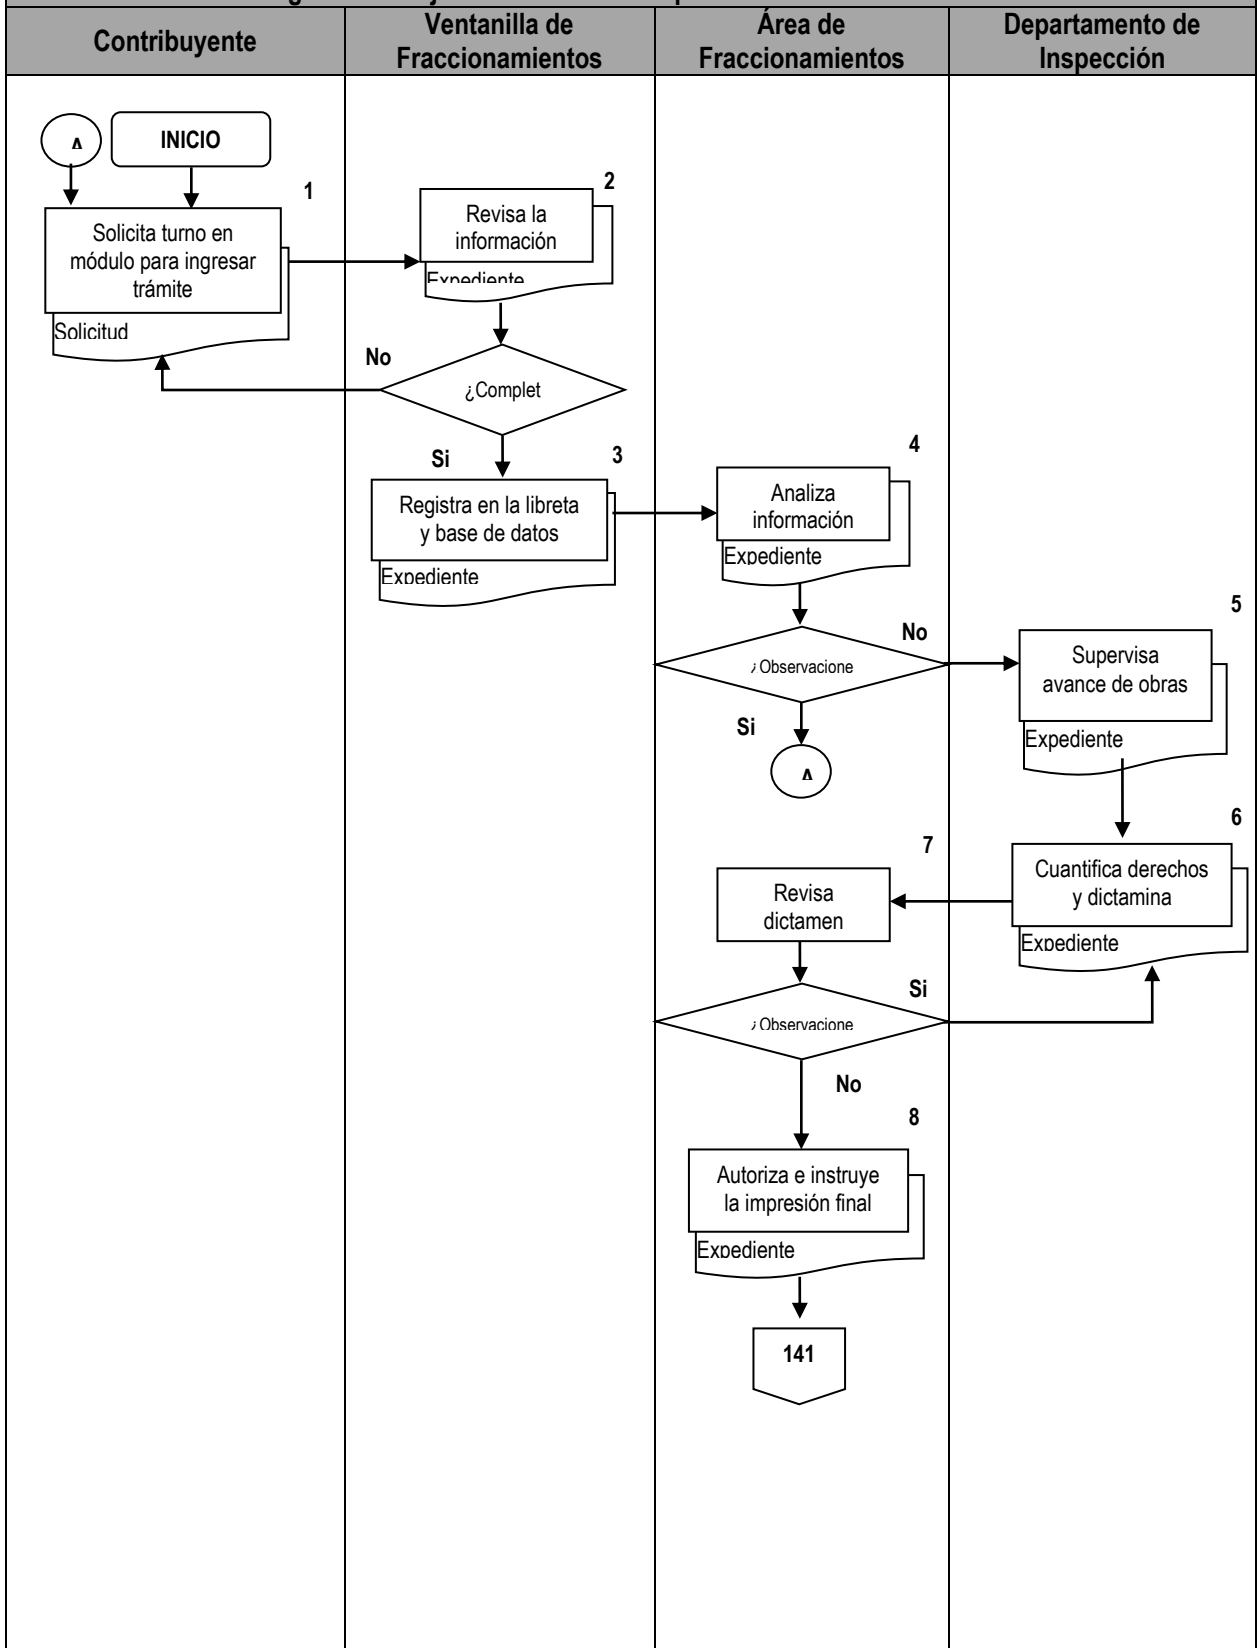 Contribuyente
Ventanilla de
Fraccionamientos
Área de
Fraccionamientos
Departamento de
Inspección
A
INICIO
1
Solicita turno en
módulo para ingresar
trámite
Solicitud
2
Revisa la
información
Expediente
No
¿Complet
Si
3
Registra en la libreta
y base de datos
Expediente
4
Analiza
información
Expediente
No
¿Observacione
Si
A
5
Supervisa
avance de obras
Expediente
6
Cuantifica derechos
y dictamina
Expediente
7
Revisa
dictamen
Si
¿Observacione
No
8
Autoriza e instruye
la impresión final
Expediente
141